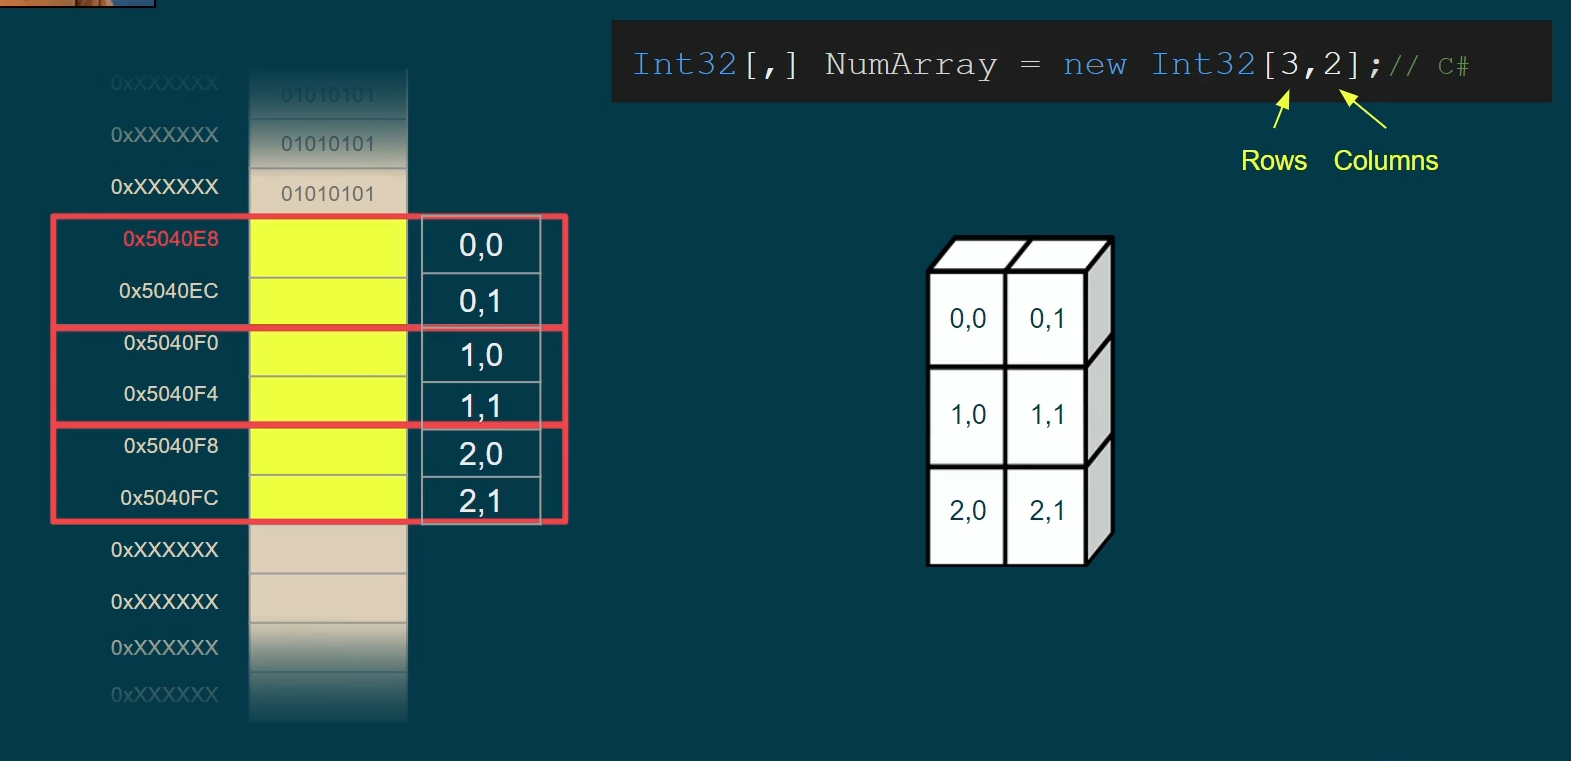 Int32[,] NumArray = new Int32[3,2];// C#
Rows Columns
0xXXXXXX 01010101
0xXXXXXX 01010101
0xXXXXXX 01010101
0x5040E8 0,0
0x5040EC 0,1
0x5040F0 1,0
0x5040F4 1,1
0x5040F8 2,0
0x5040FC 2,1
0xXXXXXX
0xXXXXXX
0xXXXXXX
0xXXXXXX
0,0 0,1
1,0 1,1
2,0 2,1